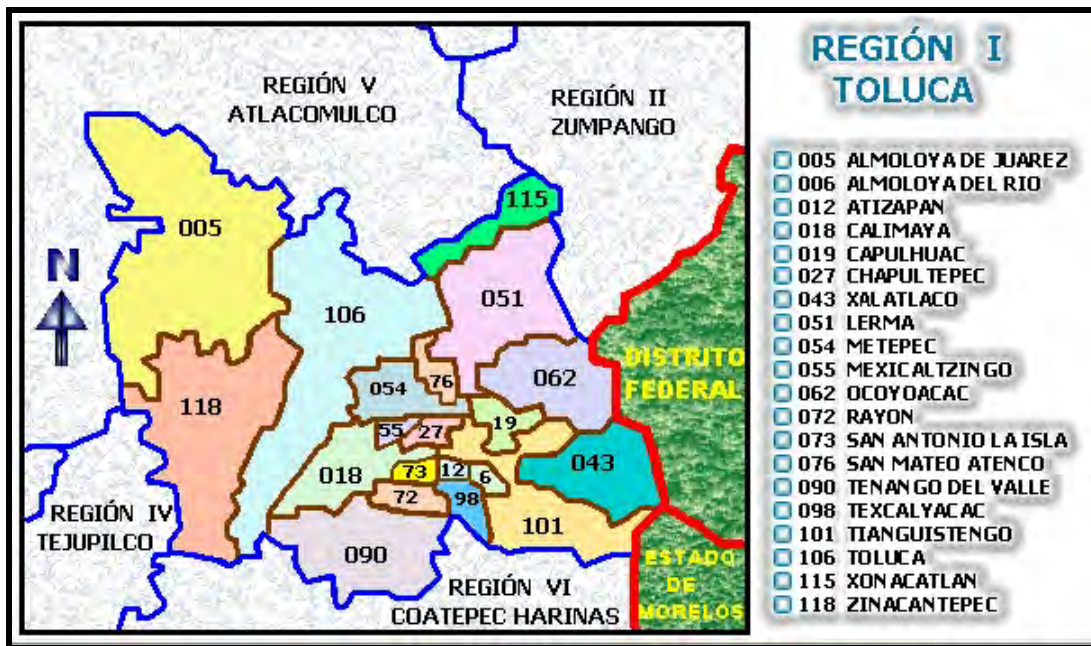 REGIÓN I
TOLUCA
REGIÓN V
ATLACOMULCO
REGIÓN II
ZUMPANGO
115
005
N
051
106
DISTRITO
FEDERAL
76
062
054
118
19
55
27
043
018
73
12
6
72
98
REGIÓN IV
TEJUPILCO
101
090
ESTADO
DE
MORELOS
REGIÓN VI
COATEPEC HARINAS
005 ALMOLOYA DE JUAREZ
006 ALMOLOYA DEL RIO
012 ATIZAPAN
018 CALIMAYA
019 CAPULHUAC
027 CHAPULTEPEC
043 XALATLACO
051 LERMA
054 METEPEC
055 MEXICALTZINGO
062 OCOYOACAC
072 RAYON
073 SAN ANTONIO LA ISLA
076 SAN MATEO ATENCO
090 TENANGO DEL VALLE
098 TEXCALYACAC
101 TIANGUISTENGO
106 TOLUCA
115 XONACATLAN
118 ZINACANTEPEC